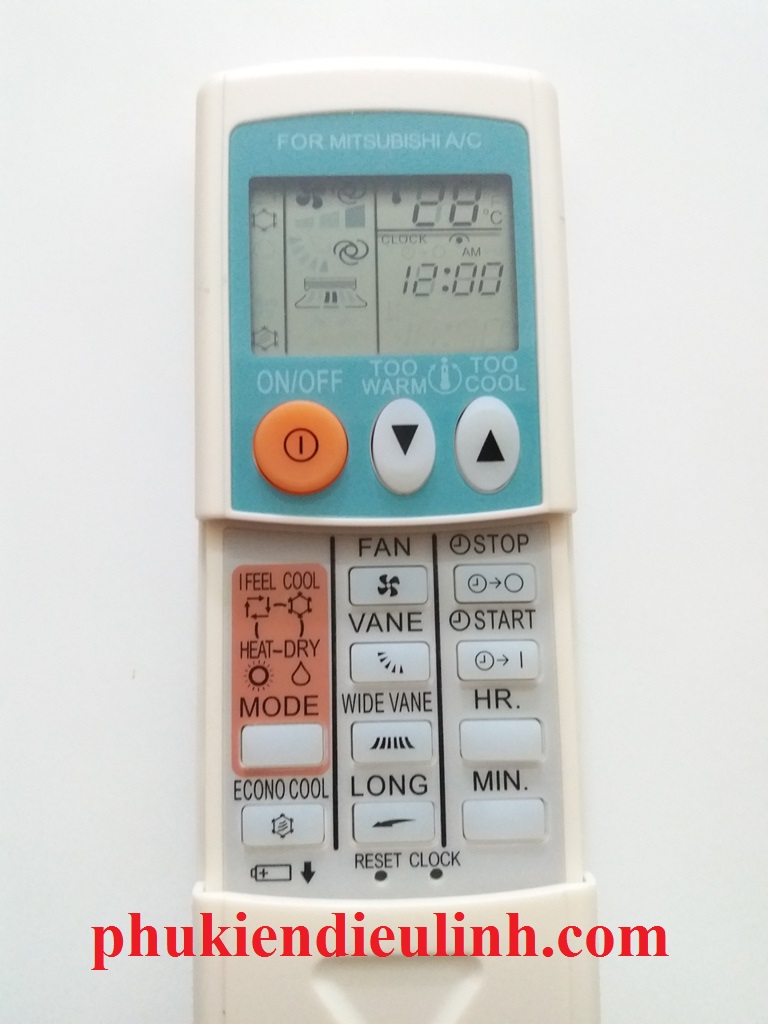 FOR MITSUBISHI A/C
28°C
CLOCK
AM
12:00
ON/OFF
TOO WARM
TOO COOL
FAN
STOP
I FEEL COOL
VANE
START
HEAT-DRY
MODE
WIDE VANE
HR.
ECONO COOL
LONG
MIN.
RESET CLOCK
phukiendieulinh.com